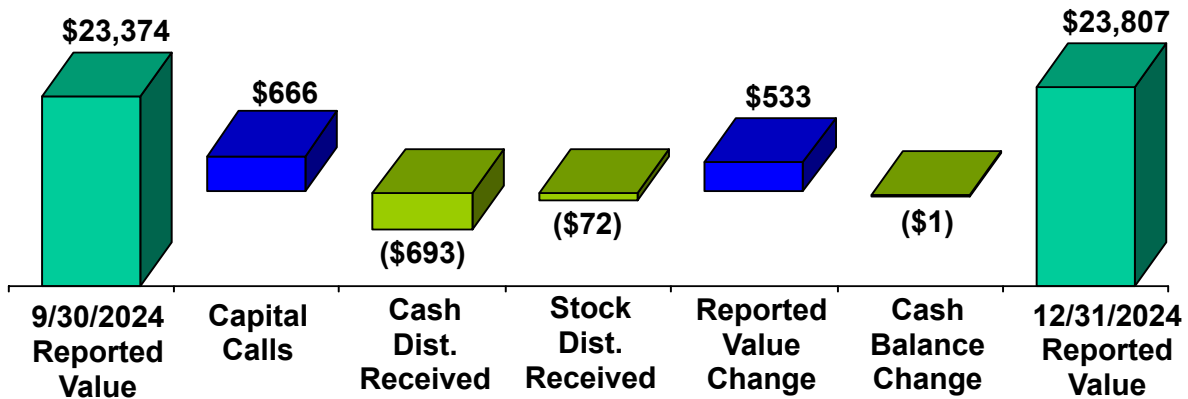 $23,374
$666
($693)
($72)
$533
($1)
$23,807
9/30/2024
Reported
Value
Capital
Calls
Cash
Dist.
Received
Stock
Dist.
Received
Reported
Value
Change
Cash
Balance
Change
12/31/2024
Reported
Value